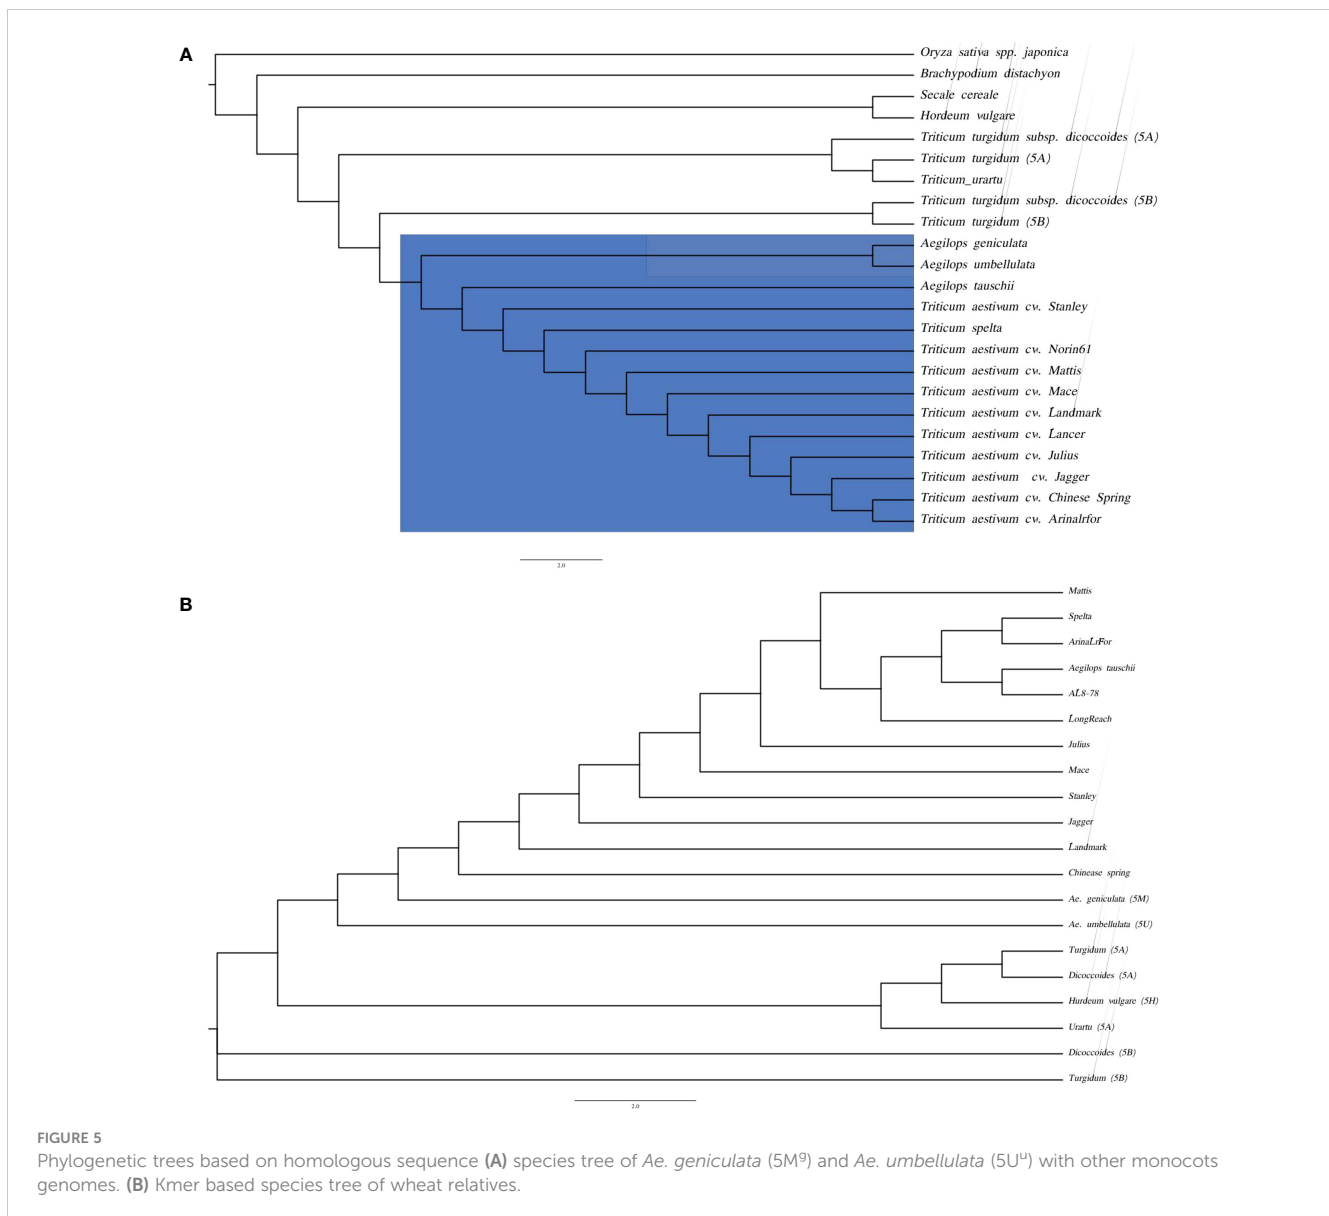 A
Oryza sativa spp. japonica
Brachypodium distachyon
Secale cereale
Hordeum vulgare
Triticum turgidum subsp. dicoccoides (5A)
Triticum turgidum (5A)
Triticum_urartu
Triticum turgidum subsp. dicoccoides (5B)
Triticum turgidum (5B)
Aegilops geniculata
Aegilops umbellulata
Aegilops tauschii
Triticum aestivum cv. Stanley
Triticum spelta
Triticum aestivum cv. Norin61
Triticum aestivum cv. Mattis
Triticum aestivum cv. Mace
Triticum aestivum cv. Landmark
Triticum aestivum cv. Lancer
Triticum aestivum cv. Julius
Triticum aestivum cv. Jagger
Triticum aestivum cv. Chinese Spring
Triticum aestivum cv. Arinalrfor
2.0
B
Mattis
Spelta
ArinaLrFor
Aegilops tauschii
AL8-78
LongReach
Julius
Mace
Stanley
Jagger
Landmark
Chinease spring
Ae. geniculata (5M)
Ae. umbellulata (5U)
Turgidum (5A)
Dicoccoides (5A)
Hurdeum vulgare (5H)
Urartu (5A)
Dicoccoides (5B)
Turgidum (5B)
2.0
FIGURE 5
Phylogenetic trees based on homologous sequence (A) species tree of Ae. geniculata (5Mᵍ) and Ae. umbellulata (5Uᵘ) with other monocots
genomes. (B) Kmer based species tree of wheat relatives.